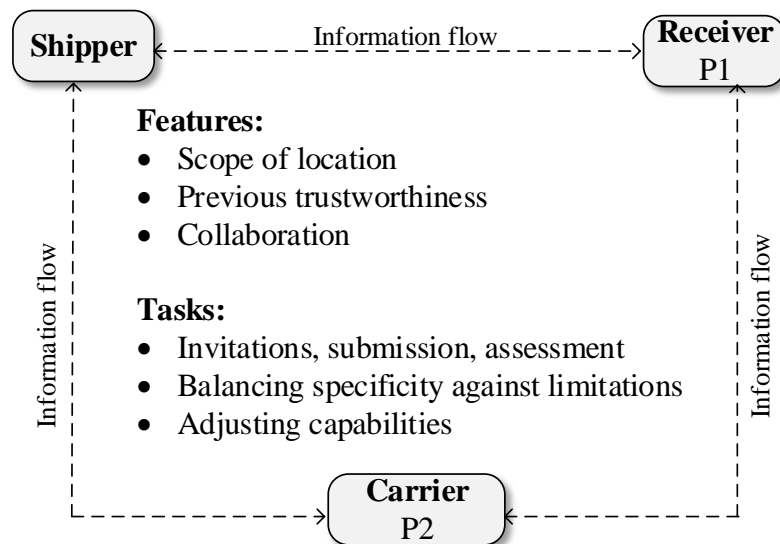 Shipper
Information flow
Receiver
P1
Features:
• Scope of location
• Previous trustworthiness
• Collaboration
Information flow
Information flow
Tasks:
• Invitations, submission, assessment
• Balancing specificity against limitations
• Adjusting capabilities
Carrier
P2